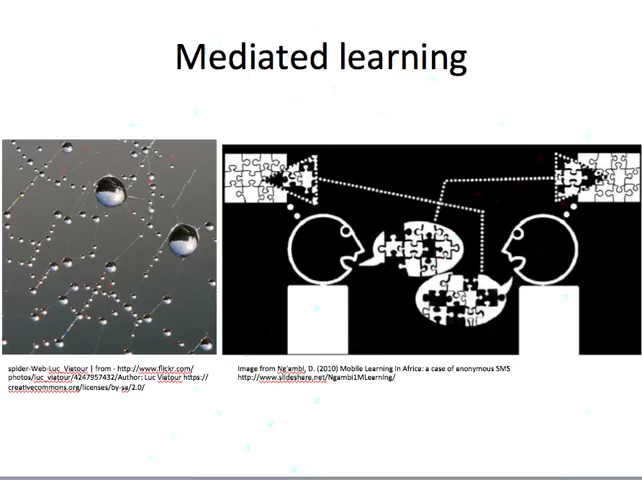 Mediated learning
spider-Web-Luc_Viatour | from - http://www.flickr.com/
photos/luc_viatour/4247957432/Author: Luc Viatour https://
creativecommons.org/licenses/by-sa/2.0/
Image from Ng'ambi, D. (2010) Mobile Learning in Africa: a case of anonymous SMS
http://www.slideshare.net/Ngambi1MLearning/